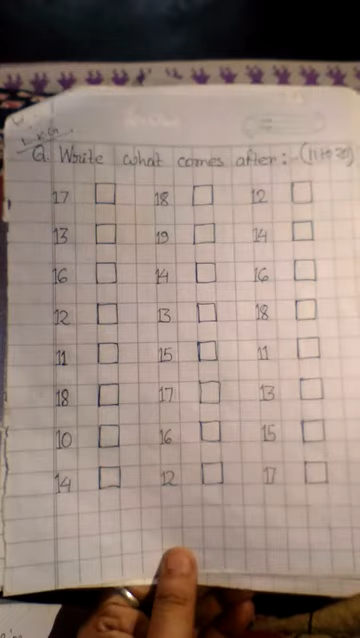 Q. Write what comes after:- (11 to 20)
17 18 12
13 19 14
16 14 16
12 13 18
11 15 11
18 17 13
10 16 15
14 12 17